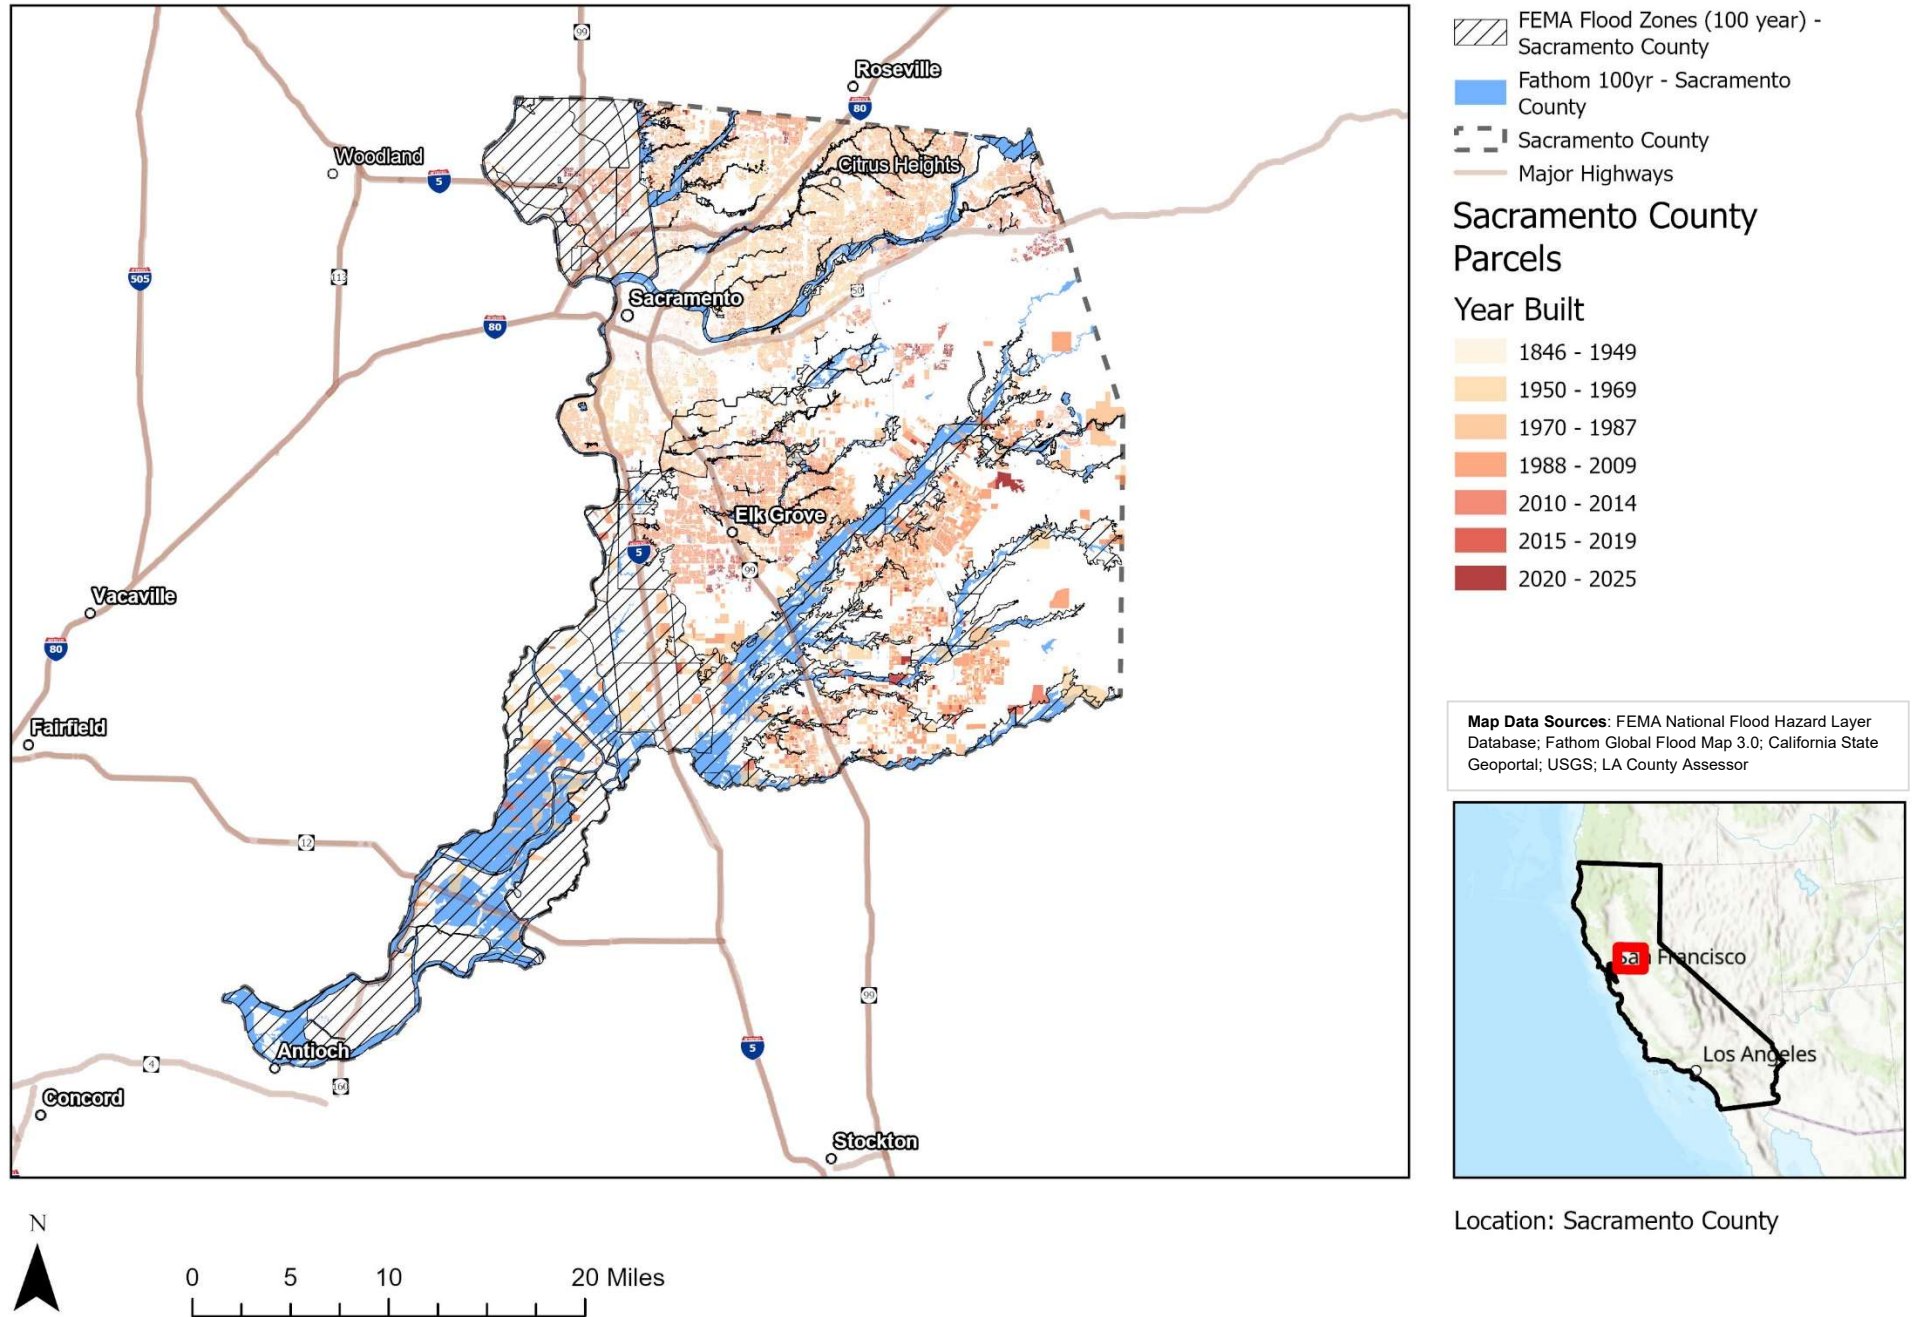 99
Roseville
80
Woodland
5
Citrus Heights
505
113
50
Sacramento
80
Elk Grove
5
99
Vacaville
80
Fairfield
12
99
5
Antioch
4
160
Concord
Stockton
N
0 5 10 20 Miles
FEMA Flood Zones (100 year) -
Sacramento County
Fathom 100yr - Sacramento
County
Sacramento County
Major Highways
Sacramento County
Parcels
Year Built
1846 - 1949
1950 - 1969
1970 - 1987
1988 - 2009
2010 - 2014
2015 - 2019
2020 - 2025
Map Data Sources: FEMA National Flood Hazard Layer
Database; Fathom Global Flood Map 3.0; California State
Geoportal; USGS; LA County Assessor
San Francisco
Los Angeles
Location: Sacramento County